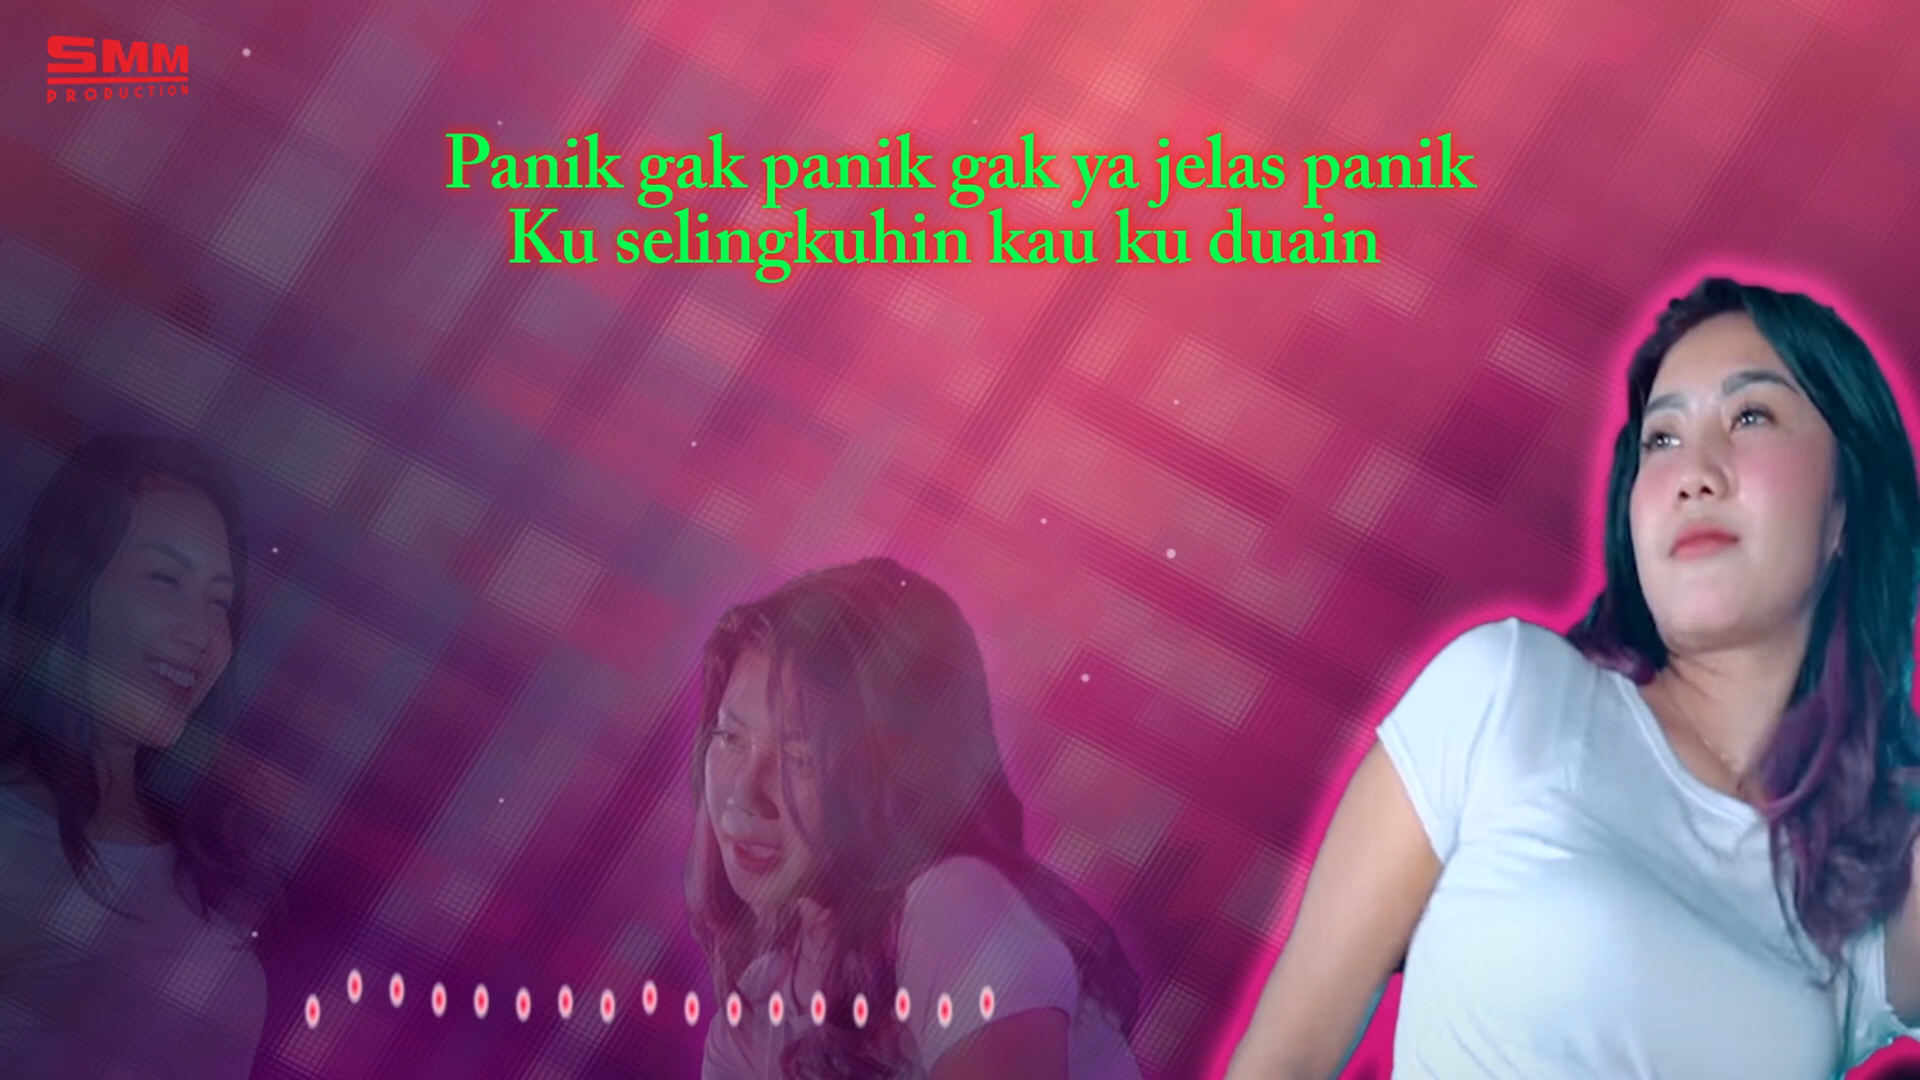 SMM
PRODUCTION
Panik gak panik gak ya jelas panik
Ku selingkuhin kau ku duain